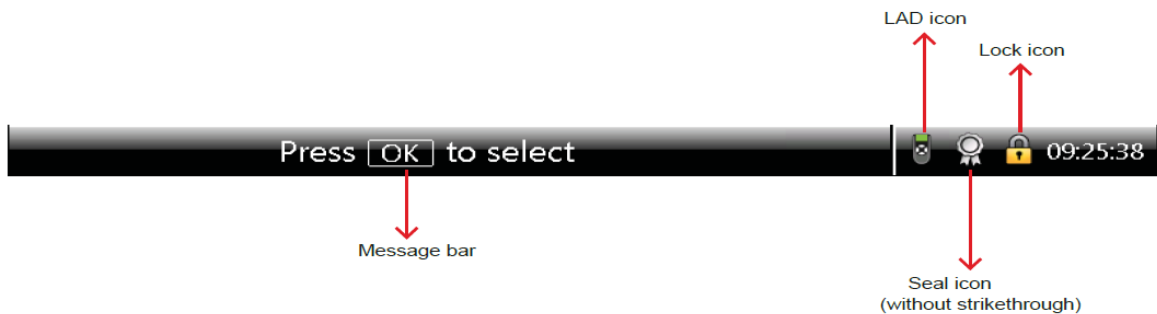 LAD icon
Lock icon
Press OK to select
09:25:38
Message bar
Seal icon
(without strikethrough)